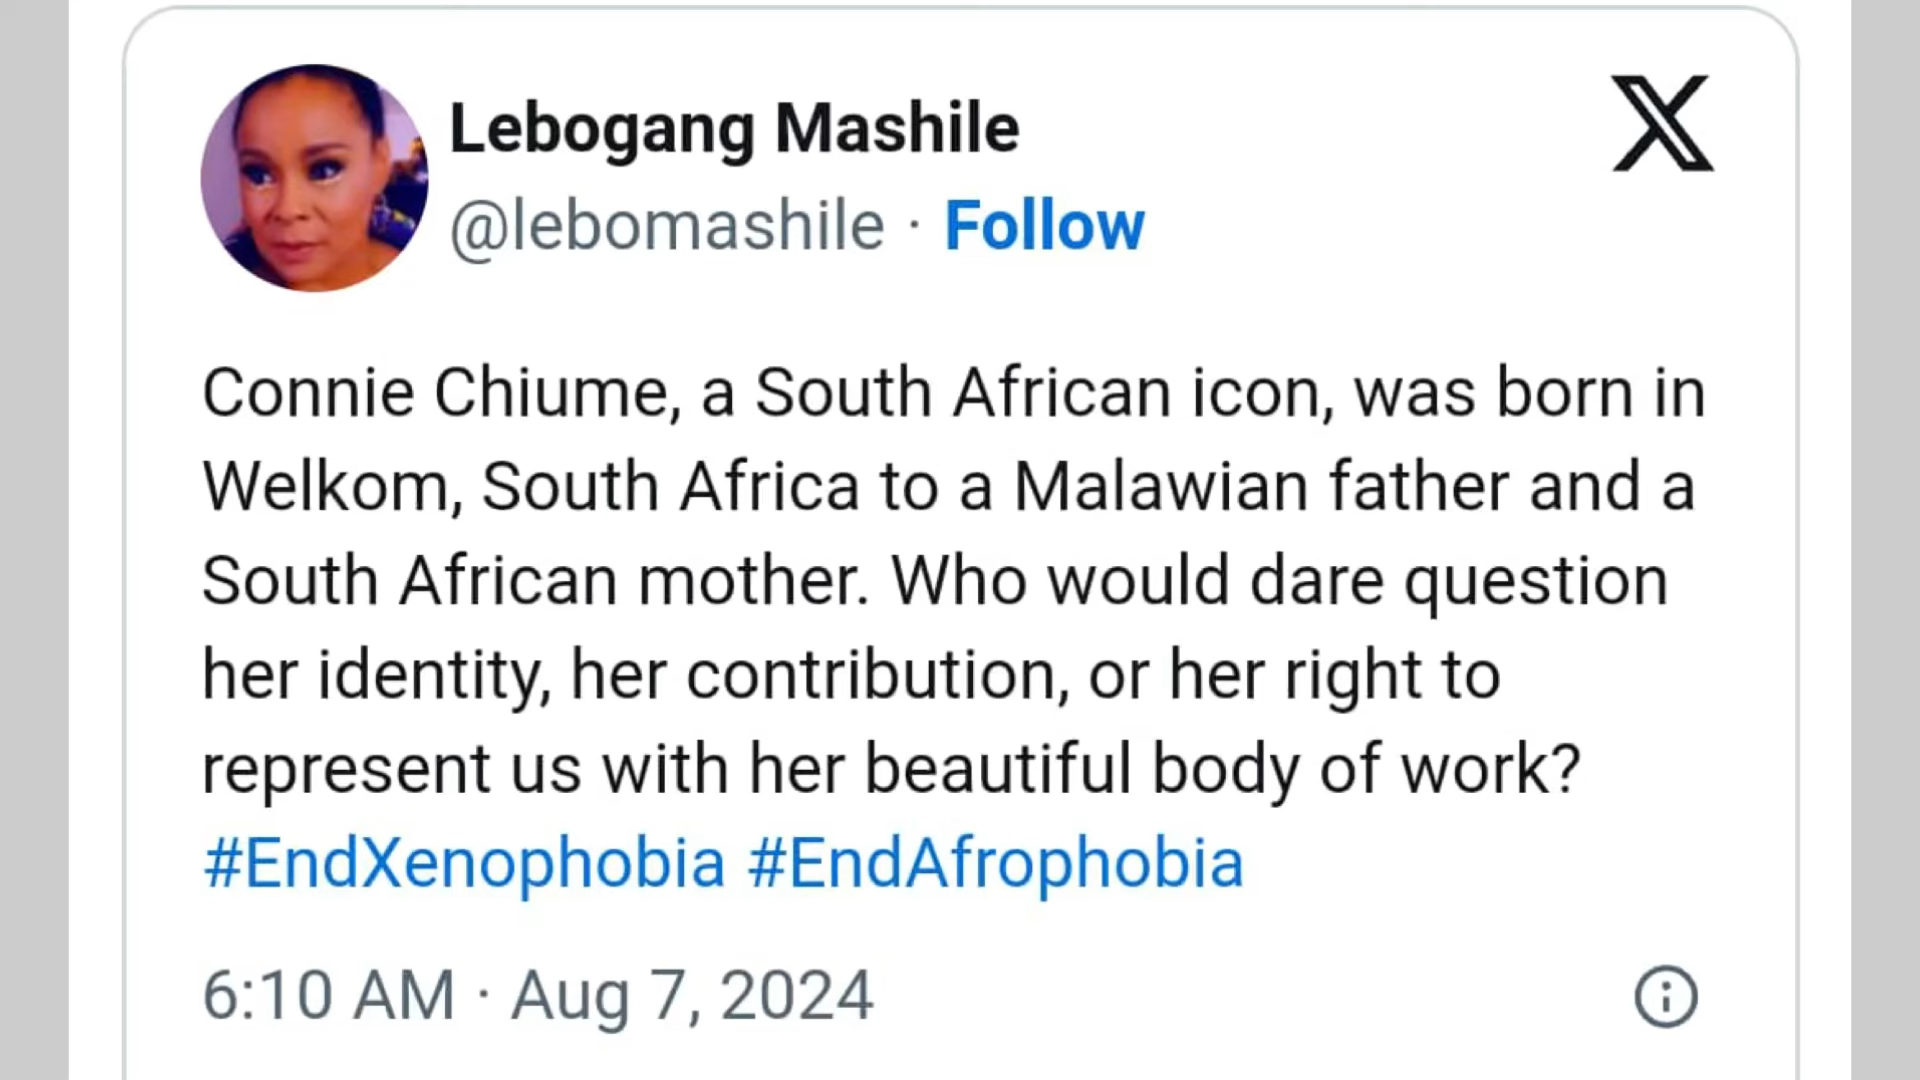 Lebogang Mashile
@lebomashile · Follow
Connie Chiume, a South African icon, was born in
Welkom, South Africa to a Malawian father and a
South African mother. Who would dare question
her identity, her contribution, or her right to
represent us with her beautiful body of work?
#EndXenophobia #EndAfrophobia
6:10 AM · Aug 7, 2024